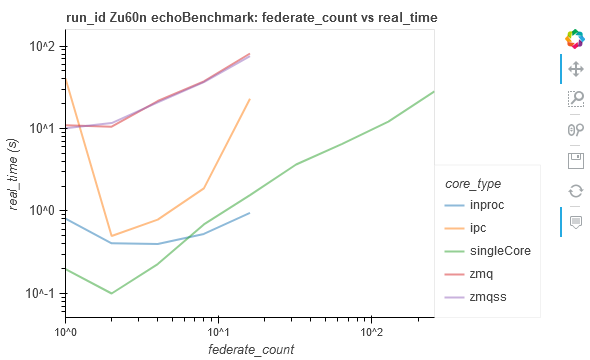 run_id Zu60n echoBenchmark: federate_count vs real_time
real_time (s)
10^2
10^1
10^0
10^-1
10^0
10^1
10^2
federate_count
core_type
inproc
ipc
singleCore
zmq
zmqss